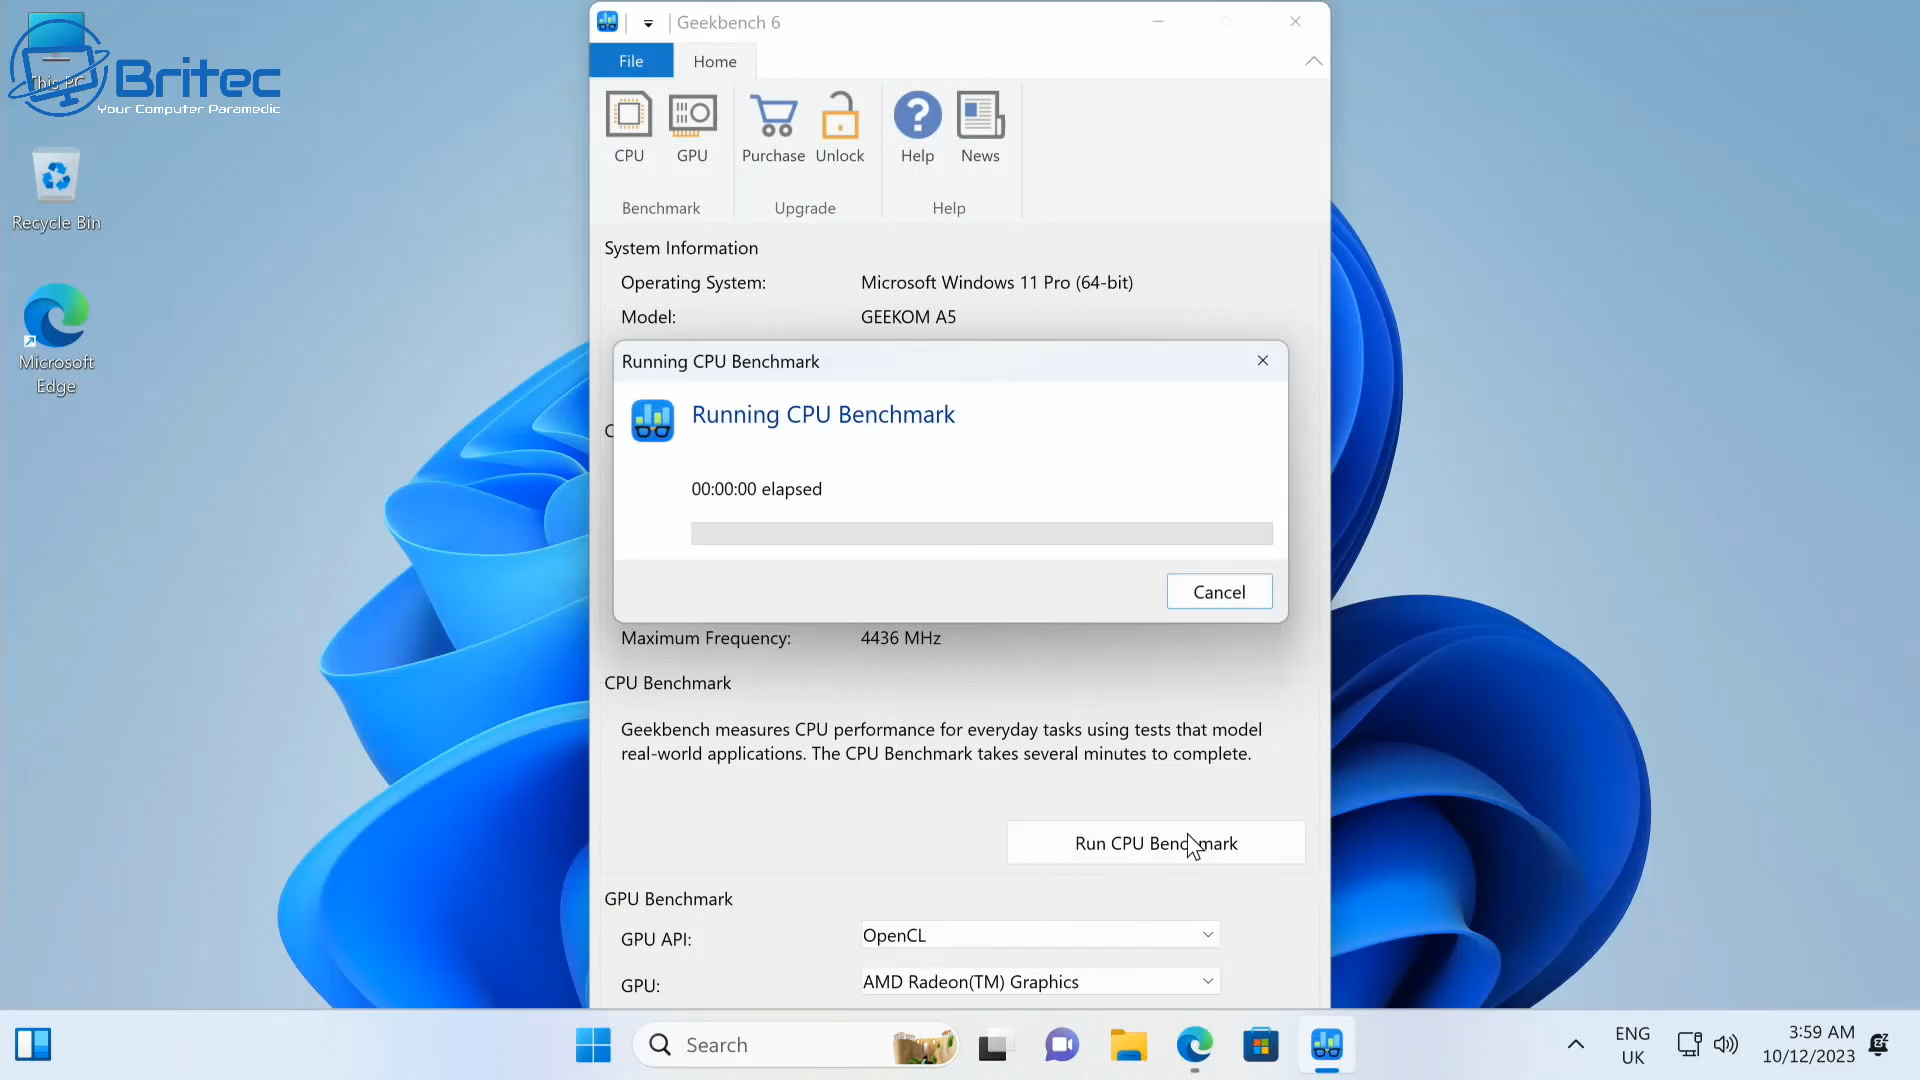 Geekbench 6
File
Home
CPU
GPU
Purchase
Unlock
Help
News
Benchmark
Upgrade
Help
System Information
Operating System: Microsoft Windows 11 Pro (64-bit)
Model: GEEKOM A5
Running CPU Benchmark
Running CPU Benchmark
00:00:00 elapsed
Cancel
Maximum Frequency: 4436 MHz
CPU Benchmark
Geekbench measures CPU performance for everyday tasks using tests that model
real-world applications. The CPU Benchmark takes several minutes to complete.
Run CPU Benchmark
GPU Benchmark
GPU API: OpenCL
GPU: AMD Radeon(TM) Graphics
This PC
Britec
Your Computer Paramedic
Recycle Bin
Microsoft
Edge
Search
ENG
UK
3:59 AM
10/12/2023